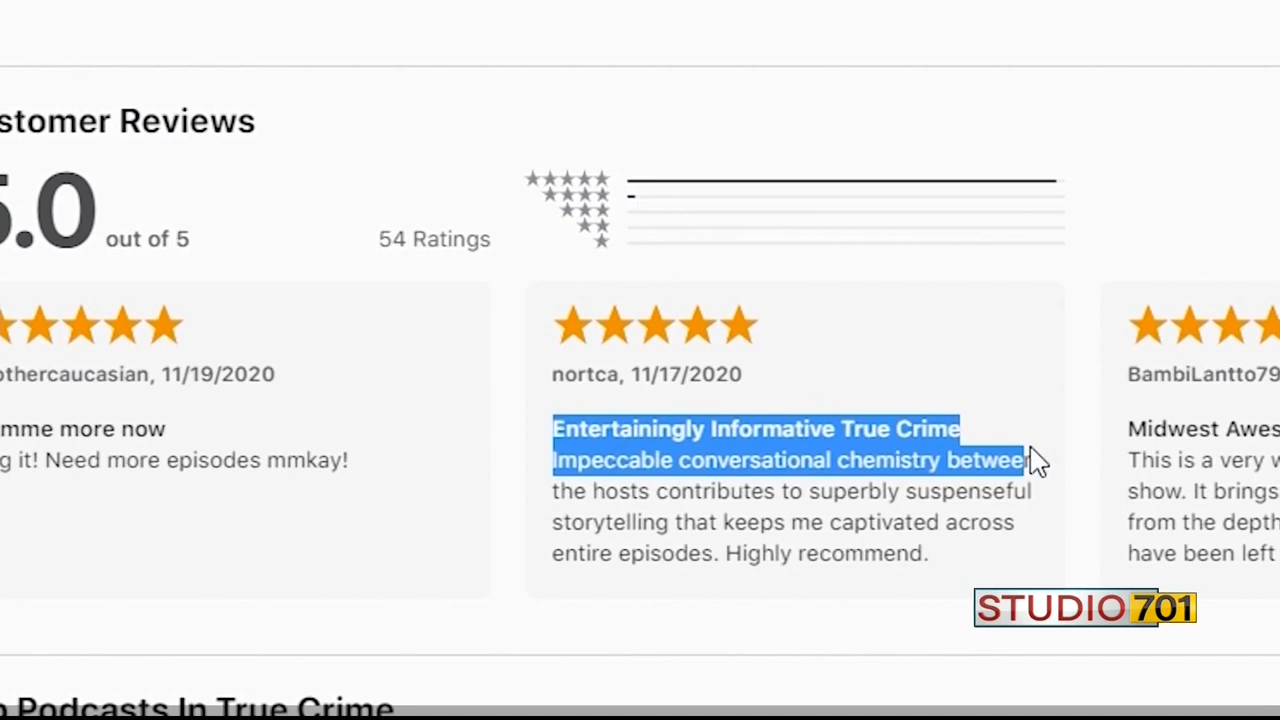 stomer Reviews
5.0 out of 5
54 Ratings
othercaucasian, 11/19/2020
mme more now
g it! Need more episodes mmkay!
nortca, 11/17/2020
Entertainingly Informative True Crime
Impeccable conversational chemistry between
the hosts contributes to superbly suspenseful
storytelling that keeps me captivated across
entire episodes. Highly recommend.
BambiLantto79
Midwest Awes
This is a very w
show. It brings
from the depth
have been left
STUDIO 701
Podcasts In True Crime